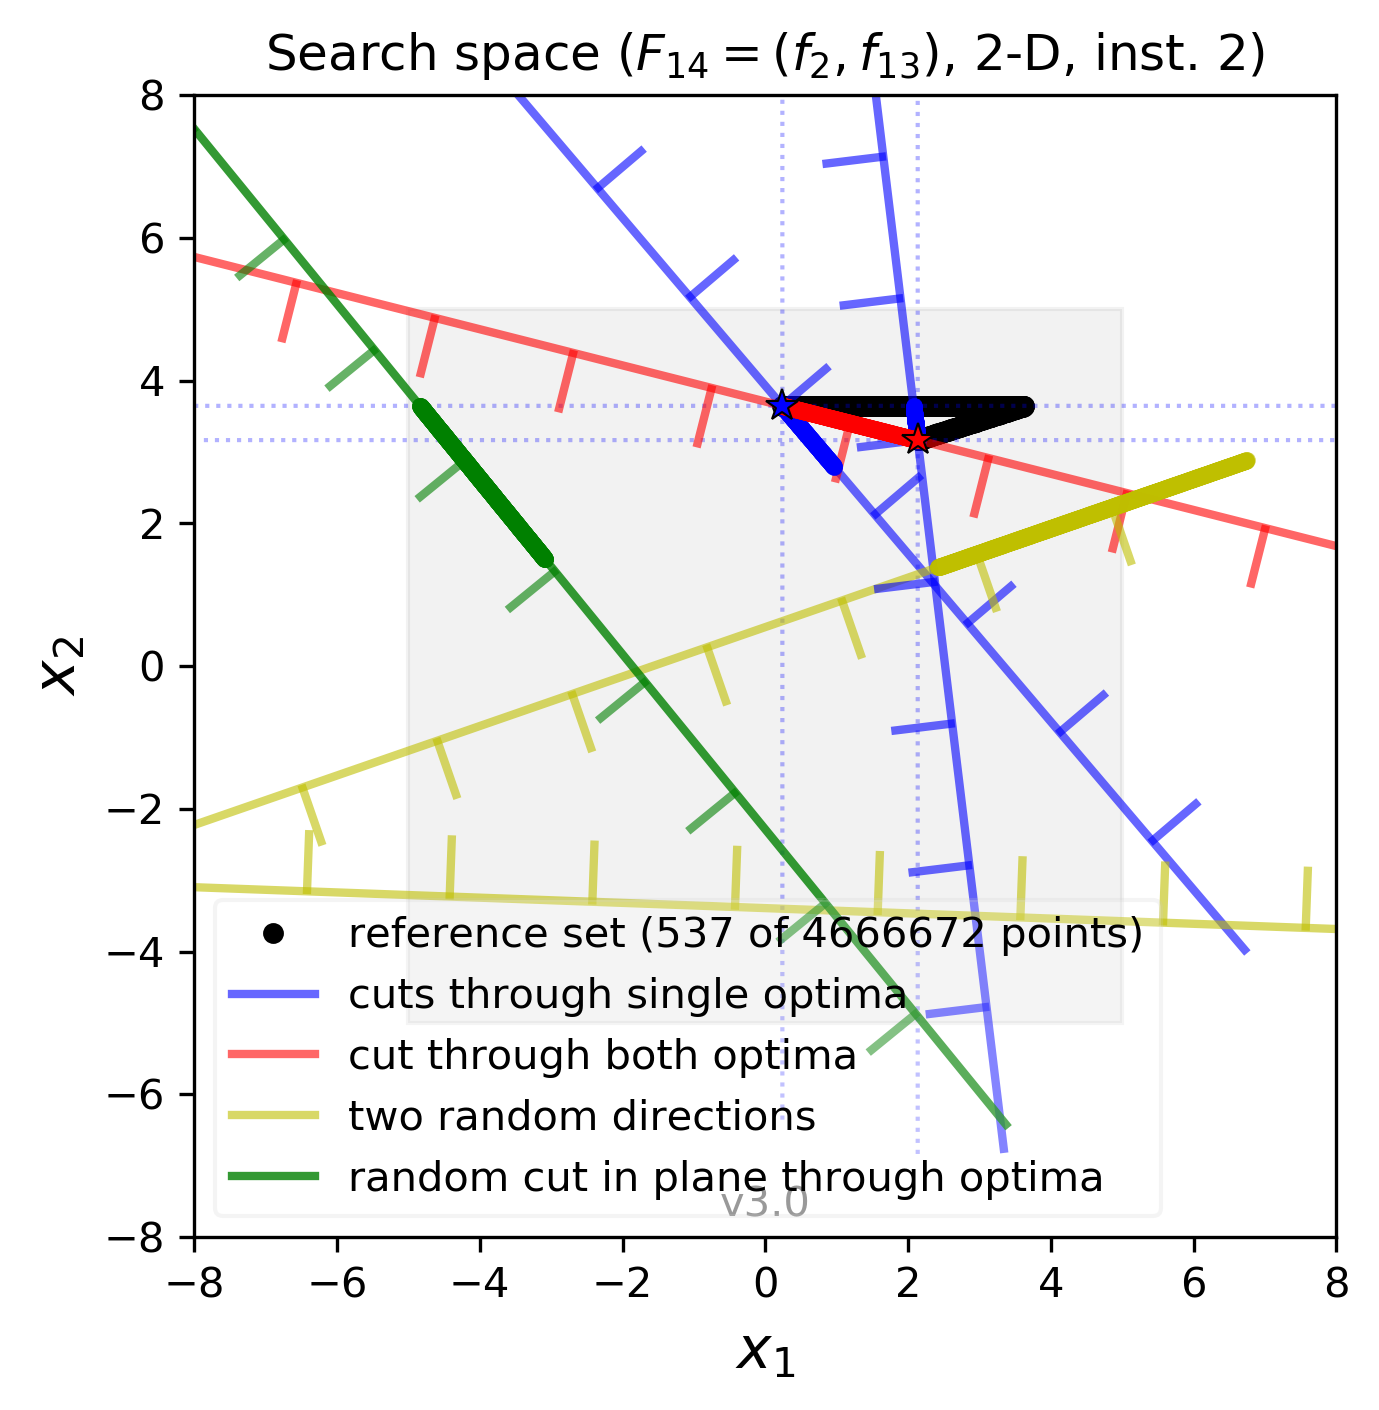 Search space (F14 = (f2, f13), 2-D, inst. 2)
8
6
4
2
0
−2
−4
−6
−8
x2
reference set (537 of 4666672 points)
cuts through single optima
cut through both optima
two random directions
random cut in plane through optima
v3.0
−8 −6 −4 −2 0 2 4 6 8
x1